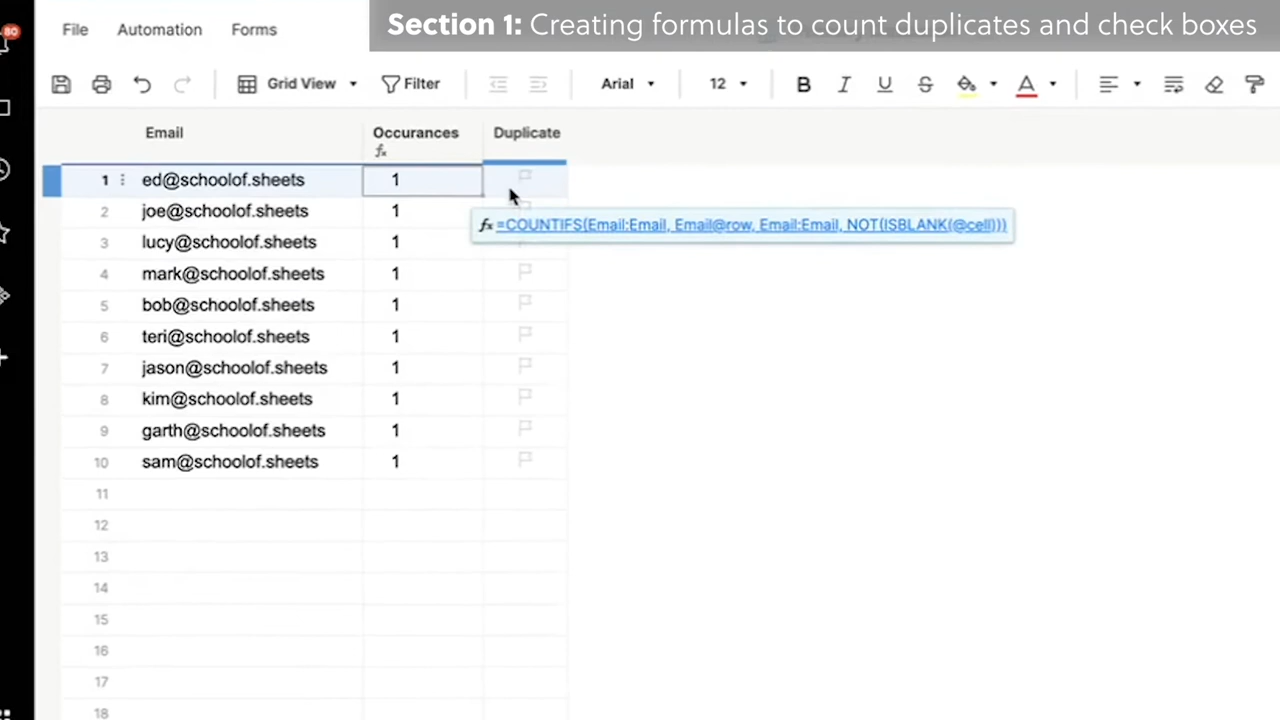 Section 1: Creating formulas to count duplicates and check boxes
80
File Automation Forms
Grid View Filter Arial 12 B I U S A
Email Occurances Duplicate
fx
1 ed@schoolof.sheets 1
2 joe@schoolof.sheets 1
fx =COUNTIFS(Email:Email, Email@row, Email:Email, NOT(ISBLANK(@cell)))
3 lucy@schoolof.sheets 1
4 mark@schoolof.sheets 1
5 bob@schoolof.sheets 1
6 teri@schoolof.sheets 1
7 jason@schoolof.sheets 1
8 kim@schoolof.sheets 1
9 garth@schoolof.sheets 1
10 sam@schoolof.sheets 1
11
12
13
14
15
16
17
18